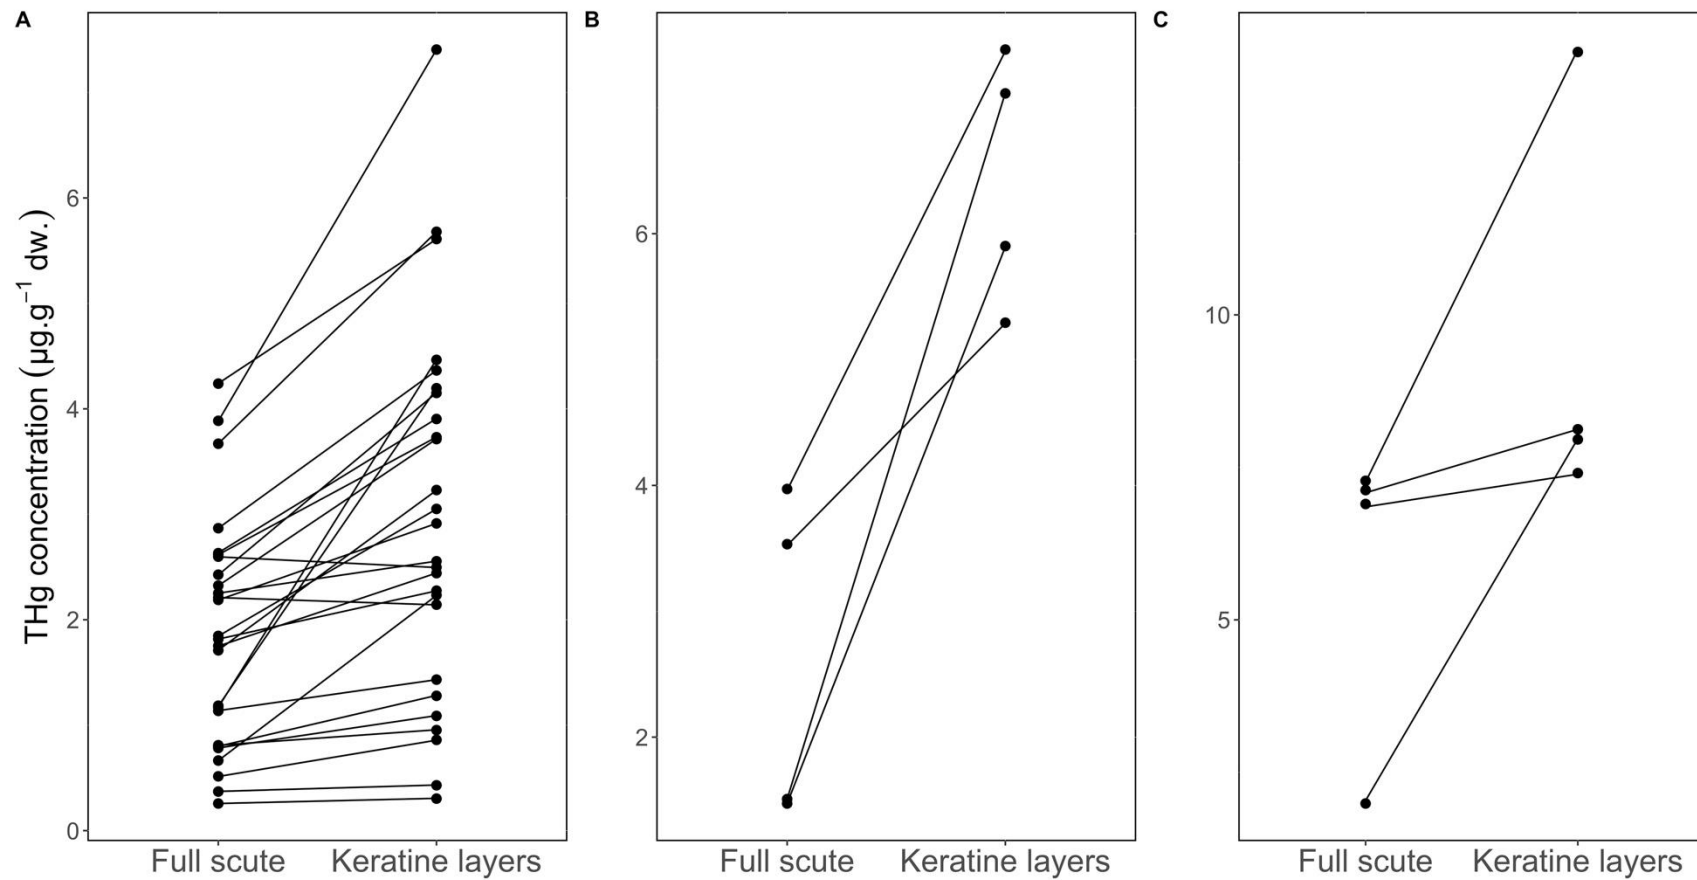 A
B
C
THg concentration (µg.g⁻¹ dw.)
6
4
2
0
Full scute
Keratine layers
6
4
2
Full scute
Keratine layers
10
5
Full scute
Keratine layers